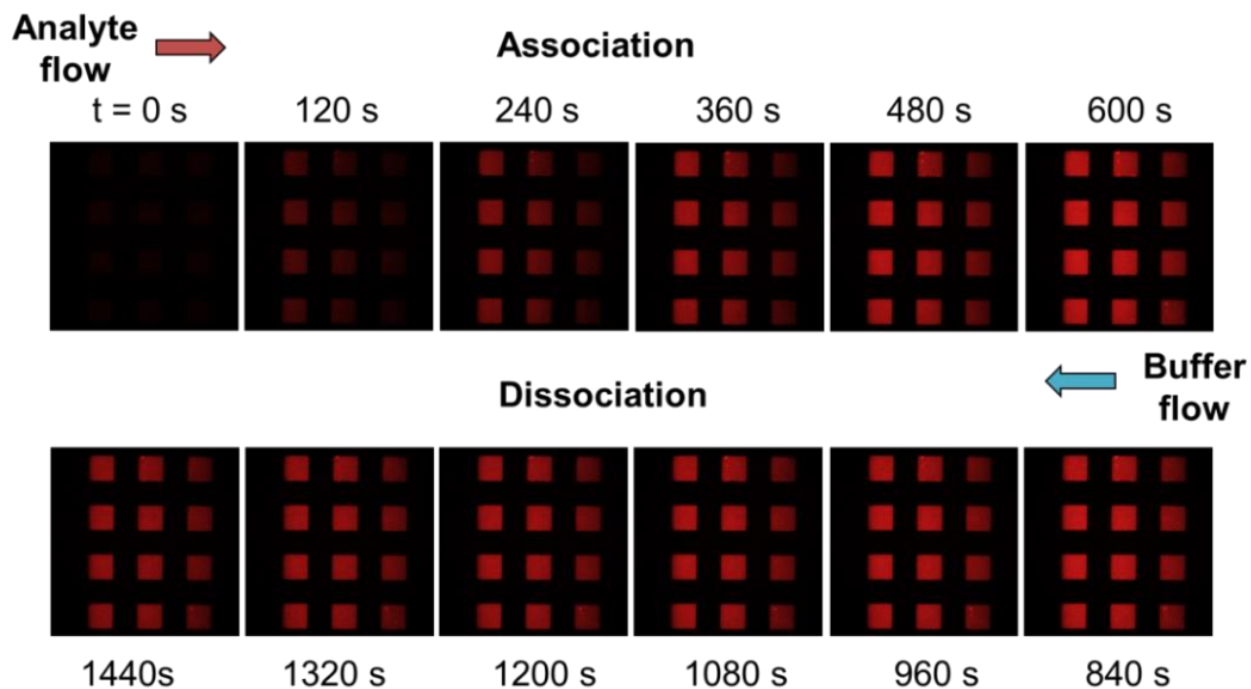 Analyte
flow
Association
t = 0 s 120 s 240 s 360 s 480 s 600 s
Dissociation
Buffer
flow
1440s 1320 s 1200 s 1080 s 960 s 840 s